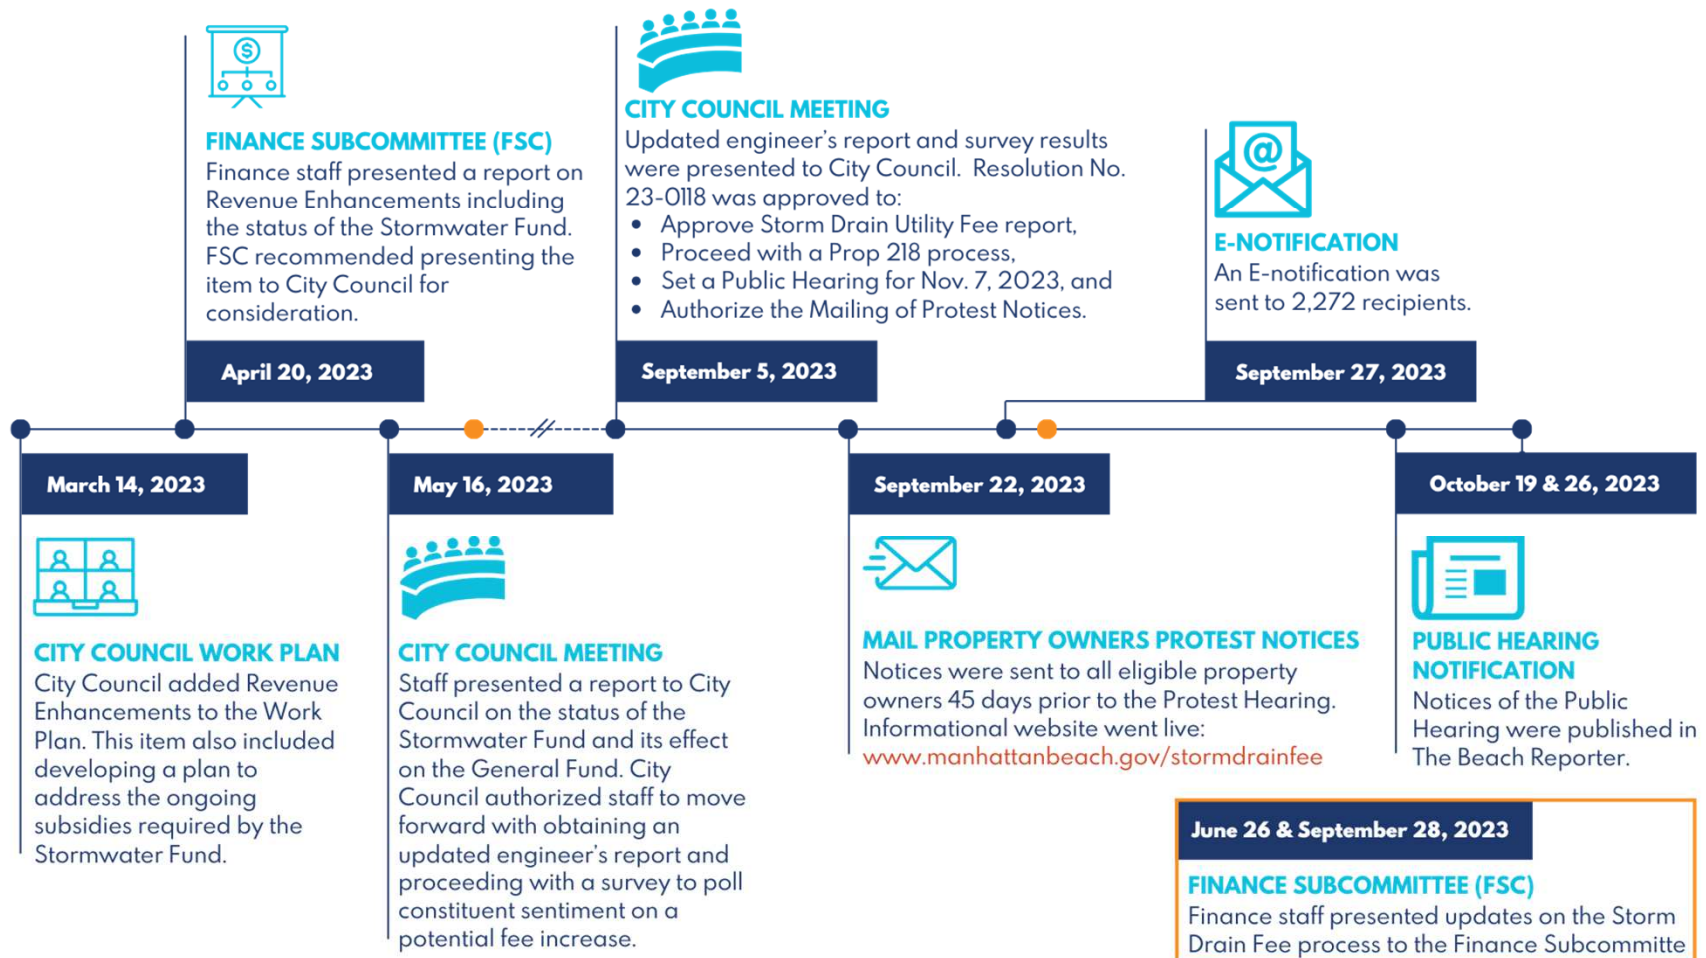 FINANCE SUBCOMMITTEE (FSC)
Finance staff presented a report on
Revenue Enhancements including
the status of the Stormwater Fund.
FSC recommended presenting the
item to City Council for
consideration.
April 20, 2023
CITY COUNCIL MEETING
Updated engineer's report and survey results
were presented to City Council. Resolution No.
23-0118 was approved to:
• Approve Storm Drain Utility Fee report,
• Proceed with a Prop 218 process,
• Set a Public Hearing for Nov. 7, 2023, and
• Authorize the Mailing of Protest Notices.
September 5, 2023
@
E-NOTIFICATION
An E-notification was
sent to 2,272 recipients.
September 27, 2023
March 14, 2023
CITY COUNCIL WORK PLAN
City Council added Revenue
Enhancements to the Work
Plan. This item also included
developing a plan to
address the ongoing
subsidies required by the
Stormwater Fund.
May 16, 2023
CITY COUNCIL MEETING
Staff presented a report to City
Council on the status of the
Stormwater Fund and its effect
on the General Fund. City
Council authorized staff to move
forward with obtaining an
updated engineer's report and
proceeding with a survey to poll
constituent sentiment on a
potential fee increase.
September 22, 2023
MAIL PROPERTY OWNERS PROTEST NOTICES
Notices were sent to all eligible property
owners 45 days prior to the Protest Hearing.
Informational website went live:
www.manhattanbeach.gov/stormdrainfee
October 19 & 26, 2023
PUBLIC HEARING
NOTIFICATION
Notices of the Public
Hearing were published in
The Beach Reporter.
June 26 & September 28, 2023
FINANCE SUBCOMMITTEE (FSC)
Finance staff presented updates on the Storm
Drain Fee process to the Finance Subcommitte